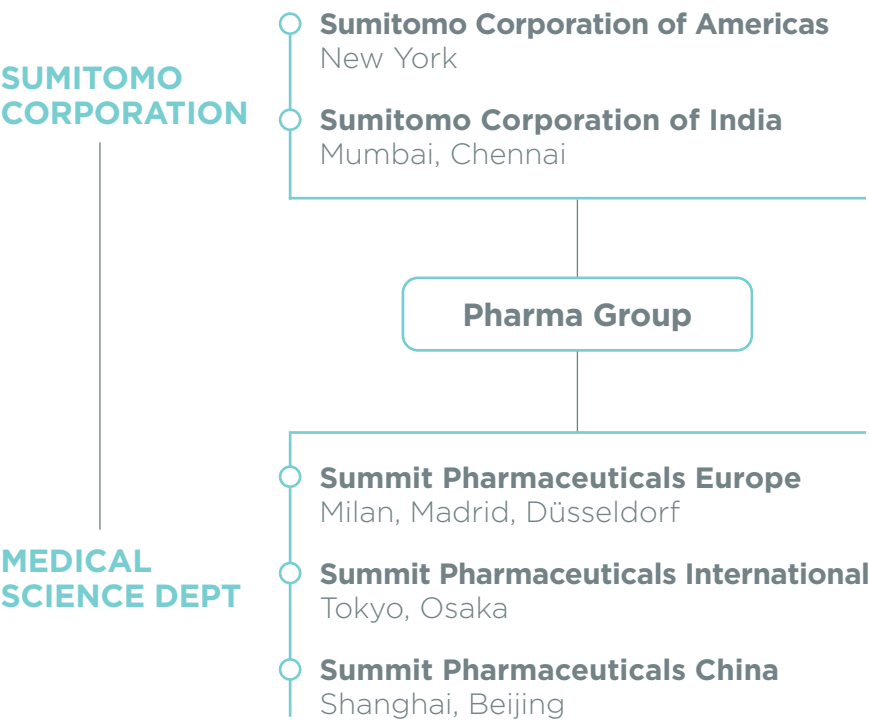 SUMITOMO
CORPORATION
Sumitomo Corporation of Americas
New York
Sumitomo Corporation of India
Mumbai, Chennai
Pharma Group
MEDICAL
SCIENCE DEPT
Summit Pharmaceuticals Europe
Milan, Madrid, Düsseldorf
Summit Pharmaceuticals International
Tokyo, Osaka
Summit Pharmaceuticals China
Shanghai, Beijing